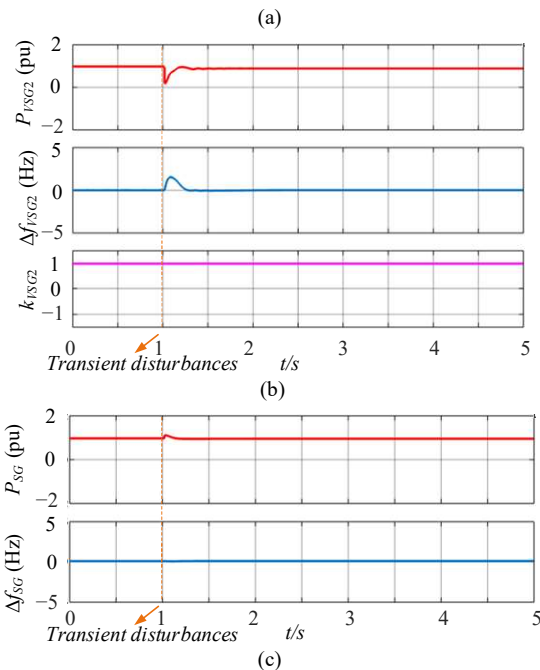 (a)
P_VSG2 (pu)
2
0
−2
Δf_VSG2 (Hz)
5
0
−5
k_VSG2
1
0
−1
0 1 2 3 4 5
Transient disturbances t/s
(b)
P_SG (pu)
2
0
−2
Δf_SG (Hz)
5
0
−5
0 1 2 3 4 5
Transient disturbances t/s
(c)